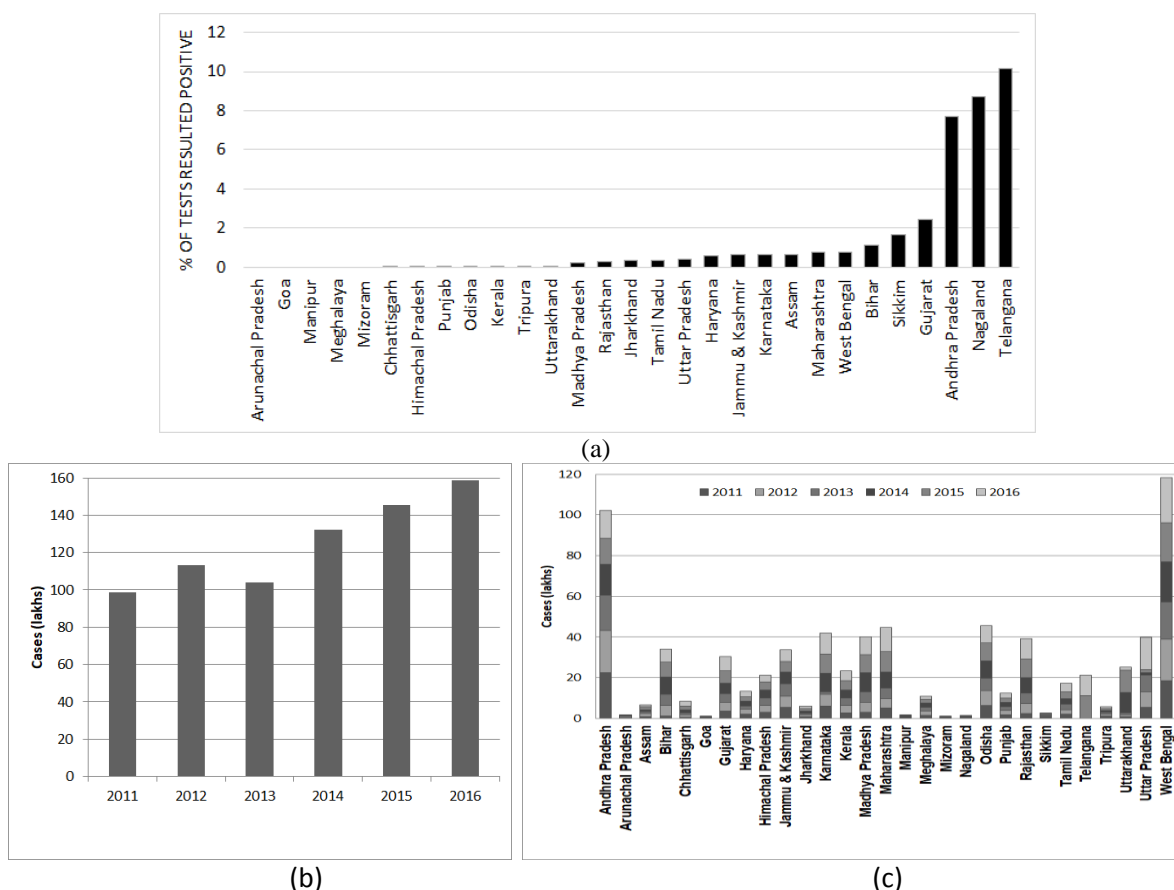 % OF TESTS RESULTED POSITIVE
12
10
8
6
4
2
0
Arunachal Pradesh
Goa
Manipur
Meghalaya
Mizoram
Chhattisgarh
Himachal Pradesh
Punjab
Odisha
Kerala
Tripura
Uttarakhand
Madhya Pradesh
Rajasthan
Jharkhand
Tamil Nadu
Uttar Pradesh
Haryana
Jammu & Kashmir
Karnataka
Assam
Maharashtra
West Bengal
Bihar
Sikkim
Gujarat
Andhra Pradesh
Nagaland
Telangana
(a)
Cases (lakhs)
160
140
120
100
80
60
40
20
0
2011
2012
2013
2014
2015
2016
(b)
Cases (lakhs)
120
100
80
60
40
20
0
2011 2012 2013 2014 2015 2016
Andhra Pradesh
Arunachal Pradesh
Assam
Bihar
Chhattisgarh
Goa
Gujarat
Haryana
Himachal Pradesh
Jammu & Kashmir
Jharkhand
Karnataka
Kerala
Madhya Pradesh
Maharashtra
Manipur
Meghalaya
Mizoram
Nagaland
Odisha
Punjab
Rajasthan
Sikkim
Tamil Nadu
Telangana
Tripura
Uttarakhand
Uttar Pradesh
West Bengal
(c)